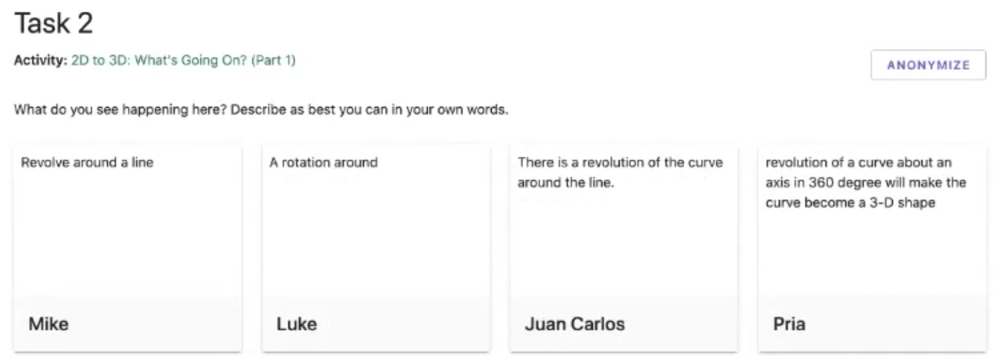 Task 2
Activity: 2D to 3D: What's Going On? (Part 1)
ANONYMIZE
What do you see happening here? Describe as best you can in your own words.
Revolve around a line
Mike
A rotation around
Luke
There is a revolution of the curve
around the line.
Juan Carlos
revolution of a curve about an
axis in 360 degree will make the
curve become a 3-D shape
Pria